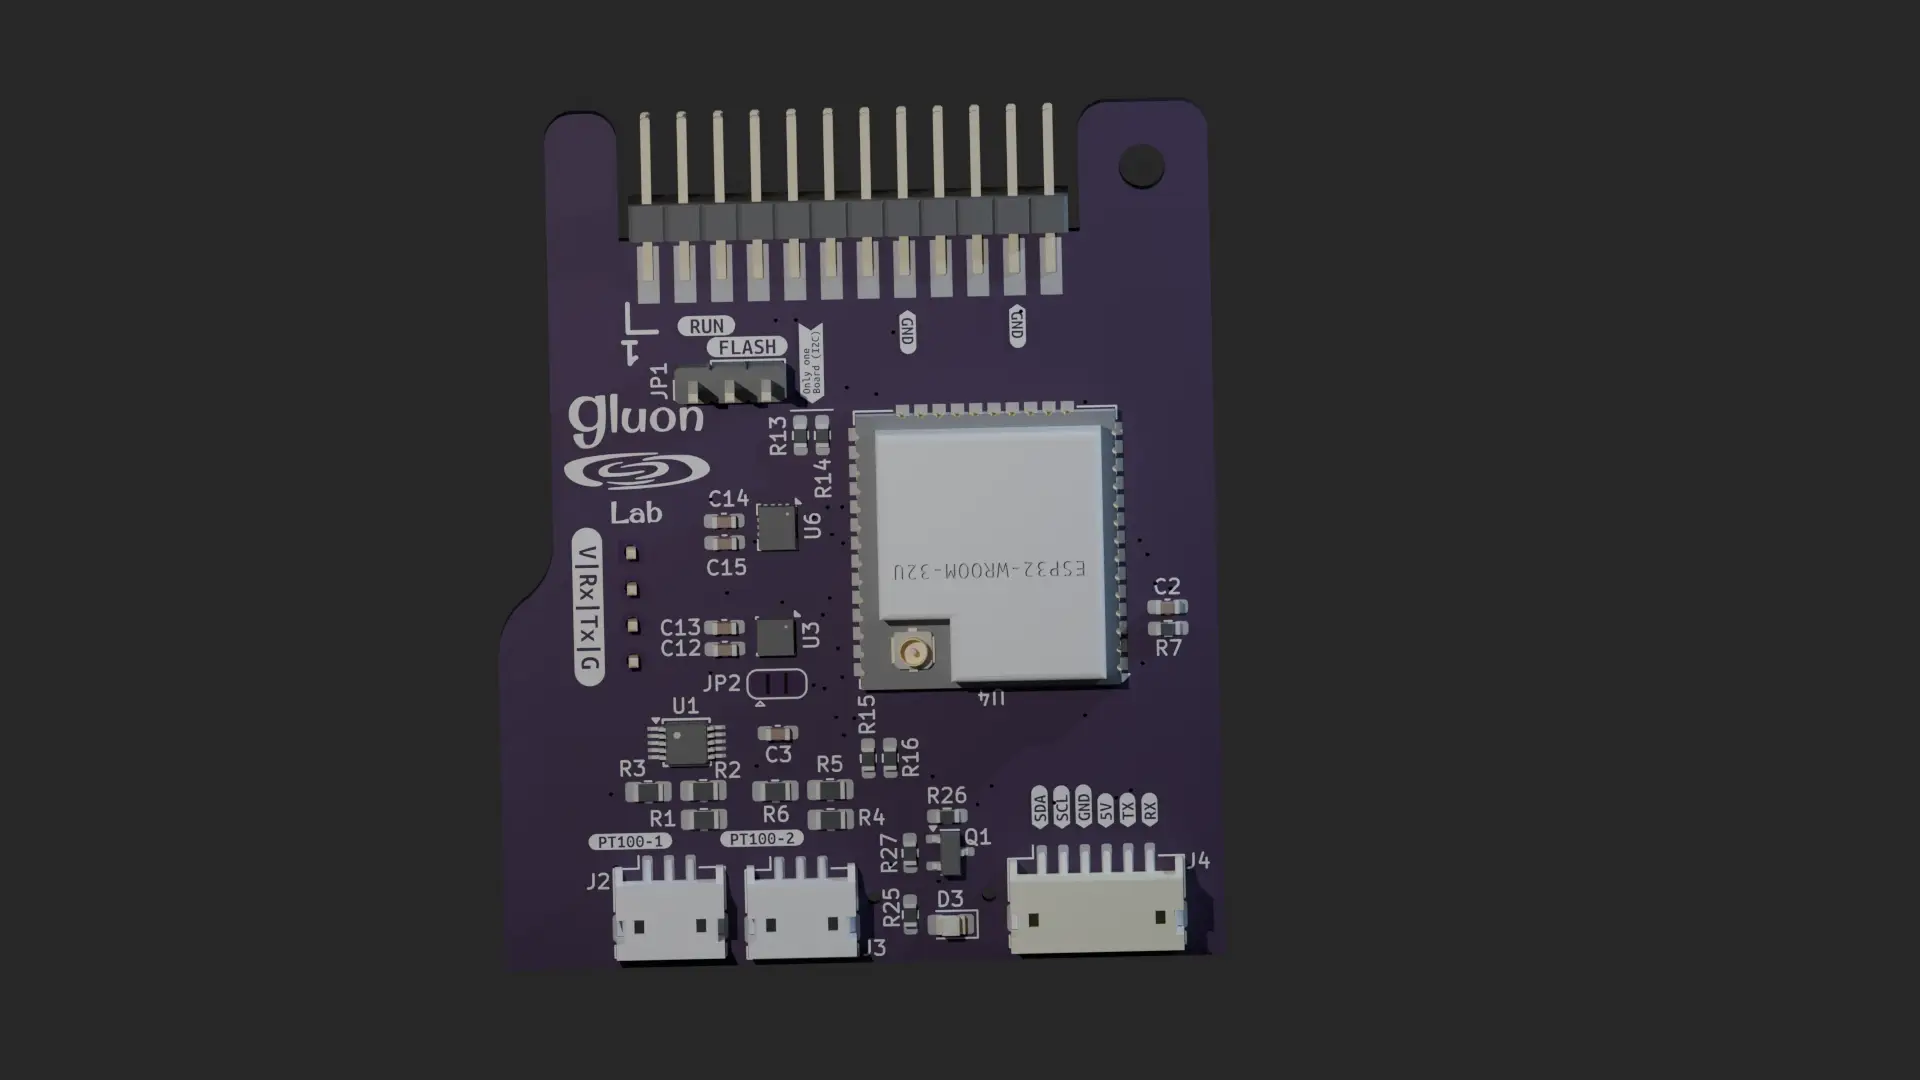 1
RUN
FLASH
Only one
Board (I2C)
GND
GND
JP1
gluon
Lab
R13
R14
C14
U6
C15
V|Rx|Tx|G
ESP32-WROOM-32U
C2
R7
C13
C12
U3
JP2
U4
U1
R15
C3
R16
R3
R2
R5
R1
R6
R4
R26
SDA
SCL
GND
5V
TX
RX
PT100-1
PT100-2
R27
Q1
J2
J4
R25
D3
J3